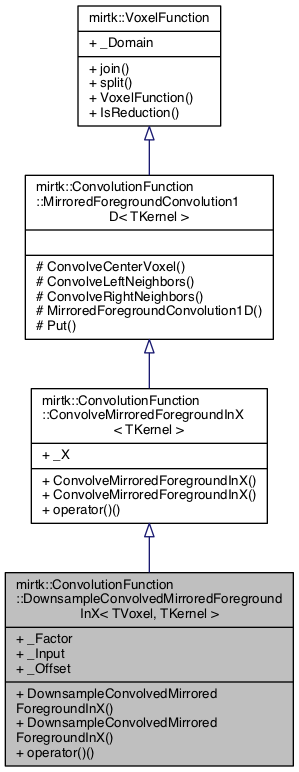 mirtk::VoxelFunction
+ _Domain
+ join()
+ split()
+ VoxelFunction()
+ IsReduction()
mirtk::ConvolutionFunction
::MirroredForegroundConvolution1
D< TKernel >
# ConvolveCenterVoxel()
# ConvolveLeftNeighbors()
# ConvolveRightNeighbors()
# MirroredForegroundConvolution1D()
# Put()
mirtk::ConvolutionFunction
::ConvolveMirroredForegroundInX
< TKernel >
+ _X
+ ConvolveMirroredForegroundInX()
+ ConvolveMirroredForegroundInX()
+ operator()()
mirtk::ConvolutionFunction
::DownsampleConvolvedMirroredForeground
InX< TVoxel, TKernel >
+ _Factor
+ _Input
+ _Offset
+ DownsampleConvolvedMirrored
ForegroundInX()
+ DownsampleConvolvedMirrored
ForegroundInX()
+ operator()()